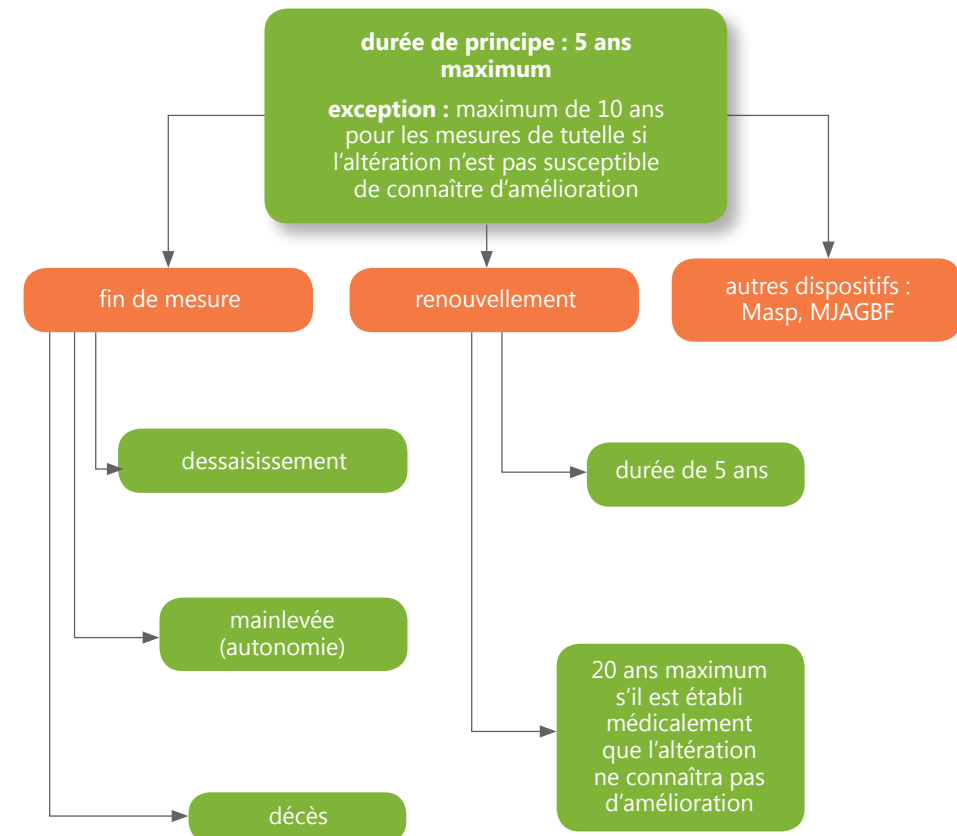 durée de principe : 5 ans
maximum
exception : maximum de 10 ans
pour les mesures de tutelle si
l’altération n’est pas susceptible
de connaître d’amélioration
fin de mesure
renouvellement
autres dispositifs :
Masp, MJAGBF
dessaisissement
durée de 5 ans
mainlevée
(autonomie)
20 ans maximum
s’il est établi
médicalement
que l’altération
ne connaîtra pas
d’amélioration
décès